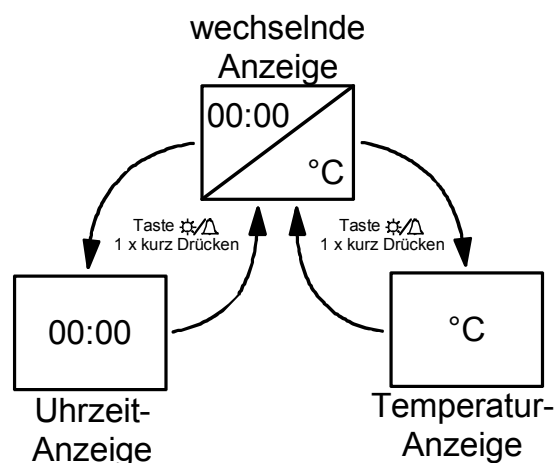 wechselnde
Anzeige
00:00
°C
Taste ☼/🔔
1 x kurz Drücken
Taste ☼/🔔
1 x kurz Drücken
00:00
°C
Uhrzeit-
Anzeige
Temperatur-
Anzeige